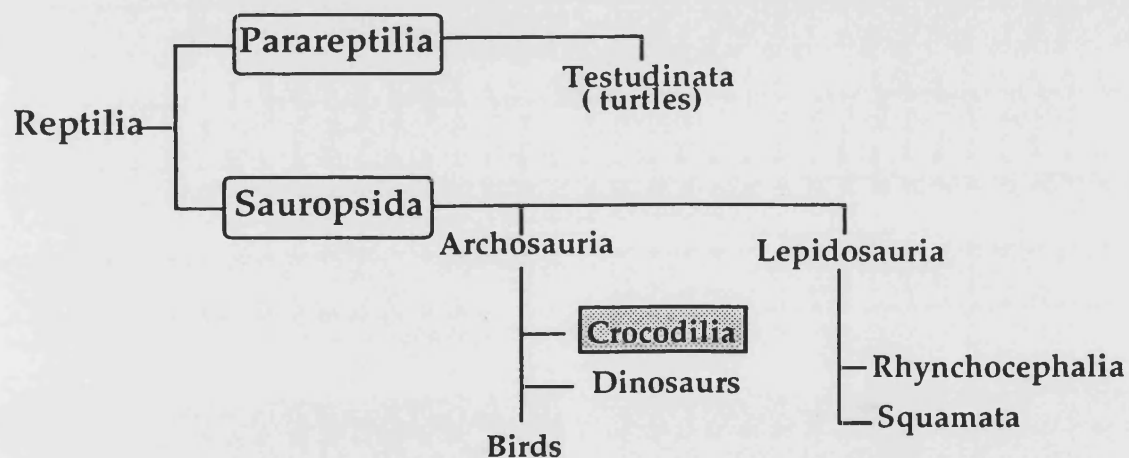 Parareptilia
Testudinata
(turtles)
Reptilia
Sauropsida
Archosauria
Lepidosauria
Crocodilia
Rhynchocephalia
Dinosaurs
Squamata
Birds